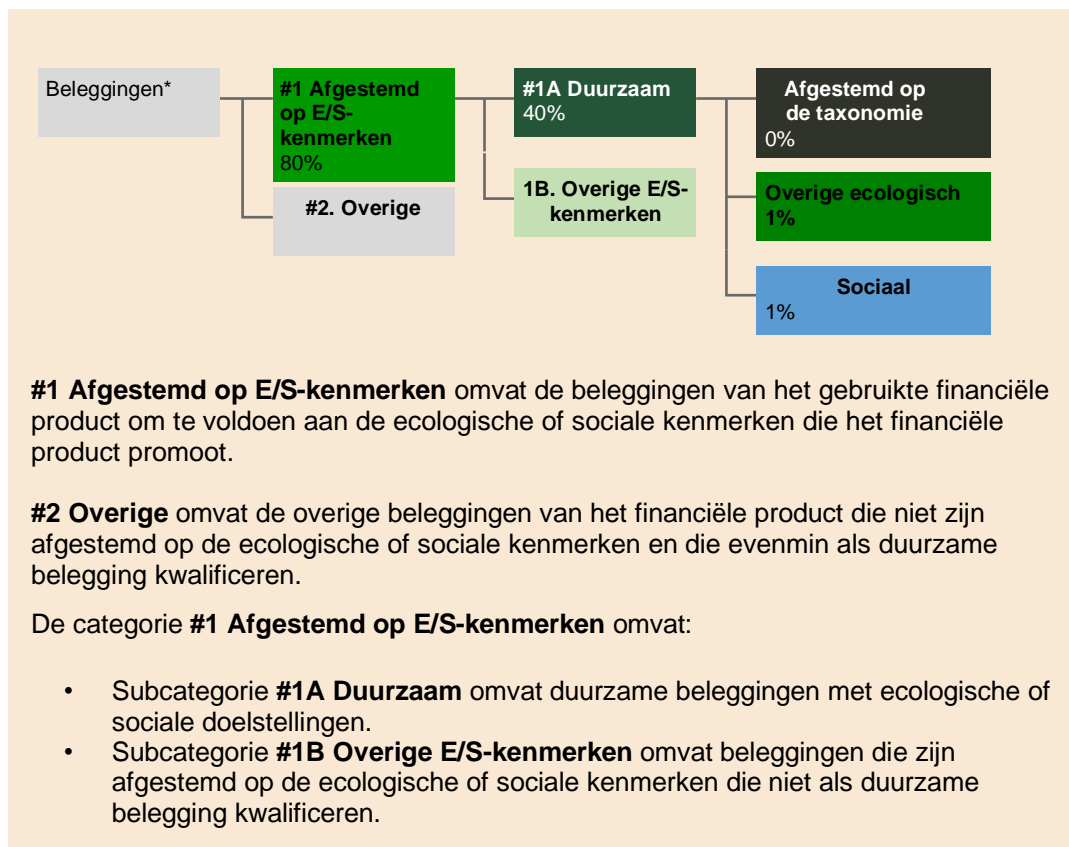 Beleggingen*
#1 Afgestemd
op E/S-
kenmerken
80%
#2. Overige
#1A Duurzaam
40%
1B. Overige E/S-
kenmerken
Afgestemd op
de taxonomie
0%
Overige ecologisch
1%
Sociaal
1%
#1 Afgestemd op E/S-kenmerken omvat de beleggingen van het gebruikte financiële
product om te voldoen aan de ecologische of sociale kenmerken die het financiële
product promoot.
#2 Overige omvat de overige beleggingen van het financiële product die niet zijn
afgestemd op de ecologische of sociale kenmerken en die evenmin als duurzame
belegging kwalificeren.
De categorie #1 Afgestemd op E/S-kenmerken omvat:
• Subcategorie #1A Duurzaam omvat duurzame beleggingen met ecologische of
sociale doelstellingen.
• Subcategorie #1B Overige E/S-kenmerken omvat beleggingen die zijn
afgestemd op de ecologische of sociale kenmerken die niet als duurzame
belegging kwalificeren.